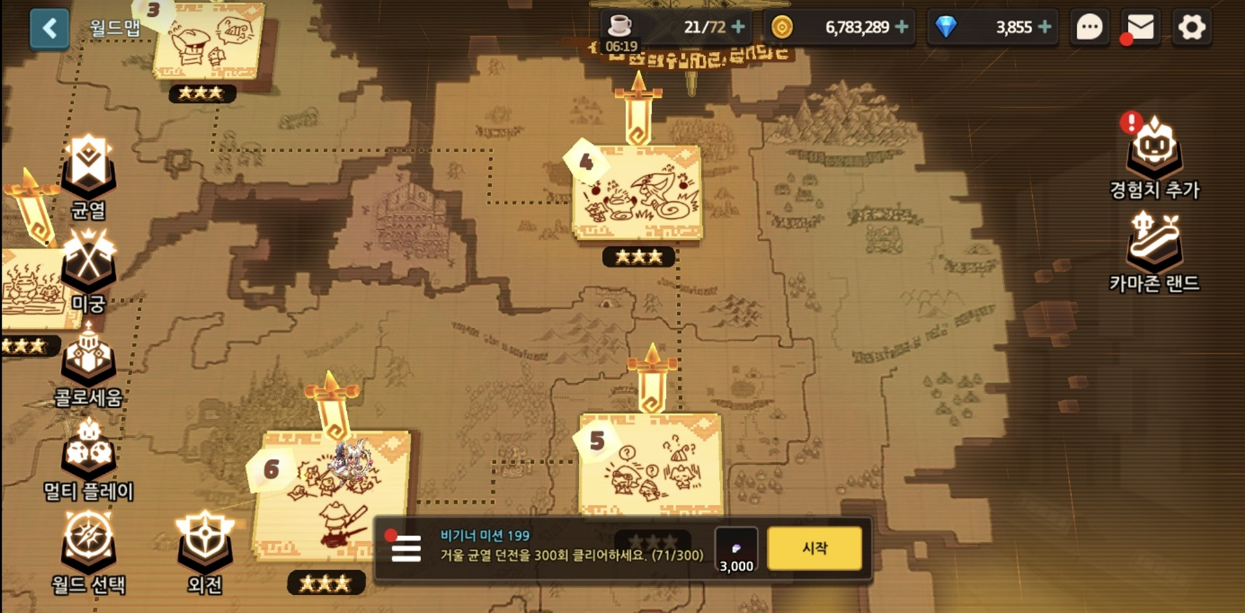 월드맵
3
21/72
06:19
6,783,289
3,855
4
균열
경험치 추가
미궁
카마존 랜드
콜로세움
5
6
멀티 플레이
비기너 미션 199
거울 균열 던전을 300회 클리어하세요. (71/300)
3,000
시작
월드 선택
외전